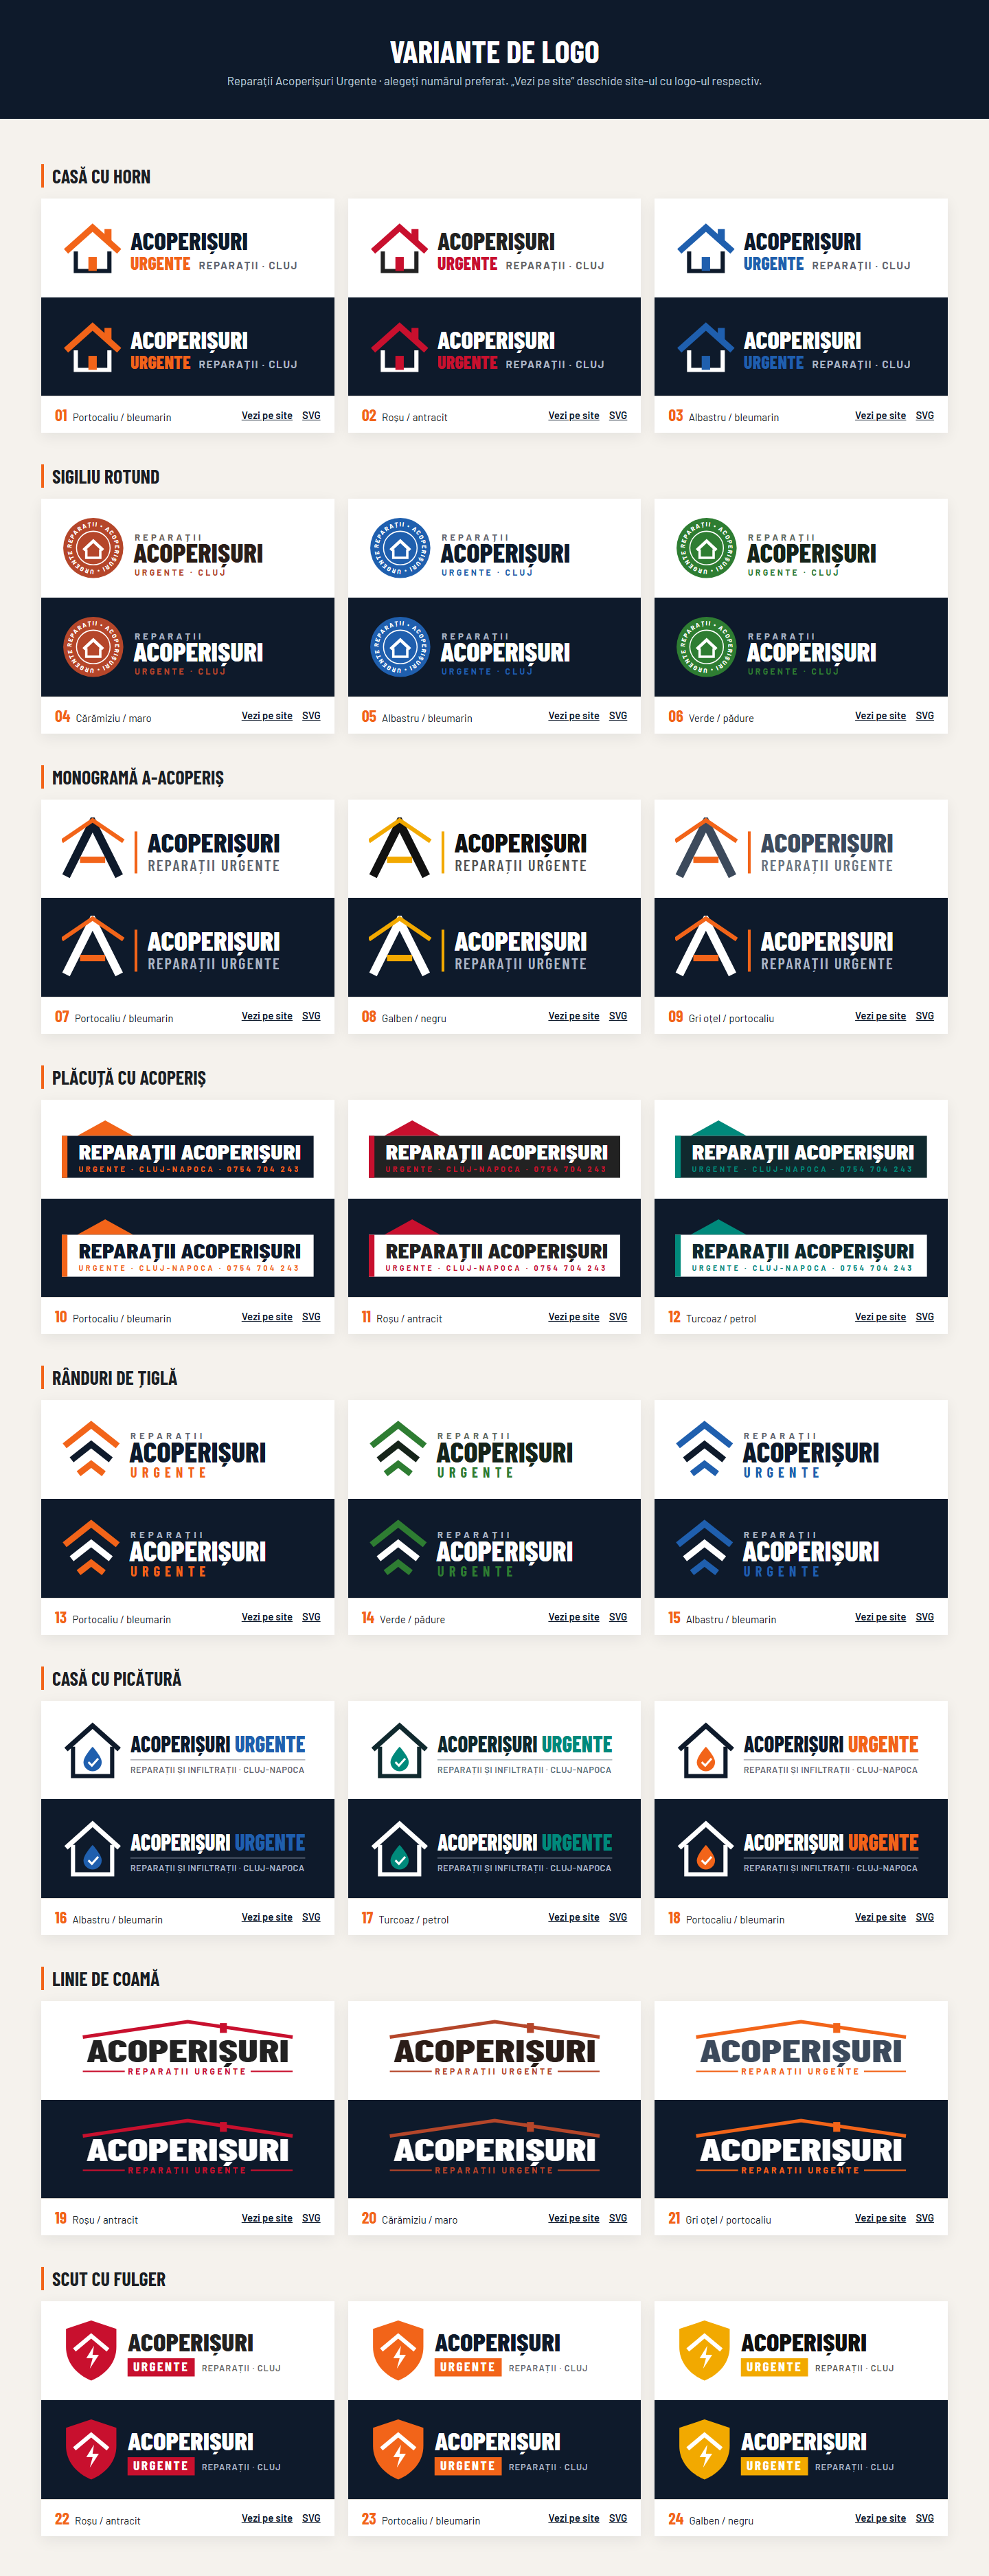 VARIANTE DE LOGO
Reparații Acoperișuri Urgente · alegeți numărul preferat. „Vezi pe site” deschide site-ul cu logo-ul respectiv.
CASĂ CU HORN
ACOPERIȘURI
URGENTE REPARAȚII · CLUJ
ACOPERIȘURI
URGENTE REPARAȚII · CLUJ
01 Portocaliu / bleumarin Vezi pe site SVG
ACOPERIȘURI
URGENTE REPARAȚII · CLUJ
ACOPERIȘURI
URGENTE REPARAȚII · CLUJ
02 Roșu / antracit Vezi pe site SVG
ACOPERIȘURI
URGENTE REPARAȚII · CLUJ
ACOPERIȘURI
URGENTE REPARAȚII · CLUJ
03 Albastru / bleumarin Vezi pe site SVG
SIGILIU ROTUND
REPARAȚII • ACOPERIȘURI • URGENTE
REPARAȚII
ACOPERIȘURI
URGENTE · CLUJ
REPARAȚII • ACOPERIȘURI • URGENTE
REPARAȚII
ACOPERIȘURI
URGENTE · CLUJ
04 Cărămiziu / maro Vezi pe site SVG
REPARAȚII • ACOPERIȘURI • URGENTE
REPARAȚII
ACOPERIȘURI
URGENTE · CLUJ
REPARAȚII • ACOPERIȘURI • URGENTE
REPARAȚII
ACOPERIȘURI
URGENTE · CLUJ
05 Albastru / bleumarin Vezi pe site SVG
REPARAȚII • ACOPERIȘURI • URGENTE
REPARAȚII
ACOPERIȘURI
URGENTE · CLUJ
REPARAȚII • ACOPERIȘURI • URGENTE
REPARAȚII
ACOPERIȘURI
URGENTE · CLUJ
06 Verde / pădure Vezi pe site SVG
MONOGRAMĂ A-ACOPERIȘ
ACOPERIȘURI
REPARAȚII URGENTE
ACOPERIȘURI
REPARAȚII URGENTE
07 Portocaliu / bleumarin Vezi pe site SVG
ACOPERIȘURI
REPARAȚII URGENTE
ACOPERIȘURI
REPARAȚII URGENTE
08 Galben / negru Vezi pe site SVG
ACOPERIȘURI
REPARAȚII URGENTE
ACOPERIȘURI
REPARAȚII URGENTE
09 Gri oțel / portocaliu Vezi pe site SVG
PLĂCUȚĂ CU ACOPERIȘ
REPARAȚII ACOPERIȘURI
URGENTE · CLUJ-NAPOCA · 0754 704 243
REPARAȚII ACOPERIȘURI
URGENTE · CLUJ-NAPOCA · 0754 704 243
10 Portocaliu / bleumarin Vezi pe site SVG
REPARAȚII ACOPERIȘURI
URGENTE · CLUJ-NAPOCA · 0754 704 243
REPARAȚII ACOPERIȘURI
URGENTE · CLUJ-NAPOCA · 0754 704 243
11 Roșu / antracit Vezi pe site SVG
REPARAȚII ACOPERIȘURI
URGENTE · CLUJ-NAPOCA · 0754 704 243
REPARAȚII ACOPERIȘURI
URGENTE · CLUJ-NAPOCA · 0754 704 243
12 Turcoaz / petrol Vezi pe site SVG
RÂNDURI DE ȚIGLĂ
REPARAȚII
ACOPERIȘURI
URGENTE
REPARAȚII
ACOPERIȘURI
URGENTE
13 Portocaliu / bleumarin Vezi pe site SVG
REPARAȚII
ACOPERIȘURI
URGENTE
REPARAȚII
ACOPERIȘURI
URGENTE
14 Verde / pădure Vezi pe site SVG
REPARAȚII
ACOPERIȘURI
URGENTE
REPARAȚII
ACOPERIȘURI
URGENTE
15 Albastru / bleumarin Vezi pe site SVG
CASĂ CU PICĂTURĂ
ACOPERIȘURI URGENTE
REPARAȚII ȘI INFILTRAȚII · CLUJ-NAPOCA
ACOPERIȘURI URGENTE
REPARAȚII ȘI INFILTRAȚII · CLUJ-NAPOCA
16 Albastru / bleumarin Vezi pe site SVG
ACOPERIȘURI URGENTE
REPARAȚII ȘI INFILTRAȚII · CLUJ-NAPOCA
ACOPERIȘURI URGENTE
REPARAȚII ȘI INFILTRAȚII · CLUJ-NAPOCA
17 Turcoaz / petrol Vezi pe site SVG
ACOPERIȘURI URGENTE
REPARAȚII ȘI INFILTRAȚII · CLUJ-NAPOCA
ACOPERIȘURI URGENTE
REPARAȚII ȘI INFILTRAȚII · CLUJ-NAPOCA
18 Portocaliu / bleumarin Vezi pe site SVG
LINIE DE COAMĂ
ACOPERIȘURI
REPARAȚII URGENTE
ACOPERIȘURI
REPARAȚII URGENTE
19 Roșu / antracit Vezi pe site SVG
ACOPERIȘURI
REPARAȚII URGENTE
ACOPERIȘURI
REPARAȚII URGENTE
20 Cărămiziu / maro Vezi pe site SVG
ACOPERIȘURI
REPARAȚII URGENTE
ACOPERIȘURI
REPARAȚII URGENTE
21 Gri oțel / portocaliu Vezi pe site SVG
SCUT CU FULGER
ACOPERIȘURI
URGENTE REPARAȚII · CLUJ
ACOPERIȘURI
URGENTE REPARAȚII · CLUJ
22 Roșu / antracit Vezi pe site SVG
ACOPERIȘURI
URGENTE REPARAȚII · CLUJ
ACOPERIȘURI
URGENTE REPARAȚII · CLUJ
23 Portocaliu / bleumarin Vezi pe site SVG
ACOPERIȘURI
URGENTE REPARAȚII · CLUJ
ACOPERIȘURI
URGENTE REPARAȚII · CLUJ
24 Galben / negru Vezi pe site SVG